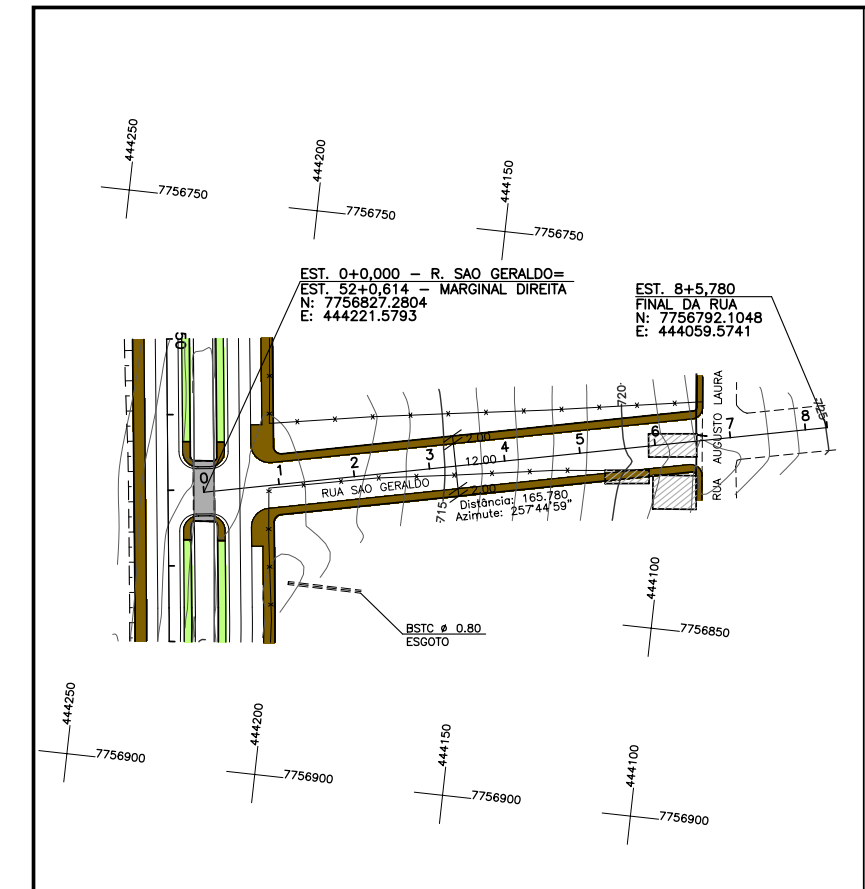 444250
7756750
444200
7756750
444150
7756750
EST. 0+0,000 – R. SAO GERALDO=
EST. 52+0,614 – MARGINAL DIREITA
N: 7756827.2804
E: 444221.5793
EST. 8+5,780
FINAL DA RUA
N: 7756792.1048
E: 444059.5741
50
720
725
RUA AUGUSTO LAURA
0
1
2
3
4
5
6
7
8
2.00
12.00
2.00
RUA SAO GERALDO
715
Distância: 165.780
Azimute: 257°44'59"
BSTC ø 0.80
ESGOTO
444100
7756850
444250
7756900
444200
7756900
444150
7756900
444100
7756900